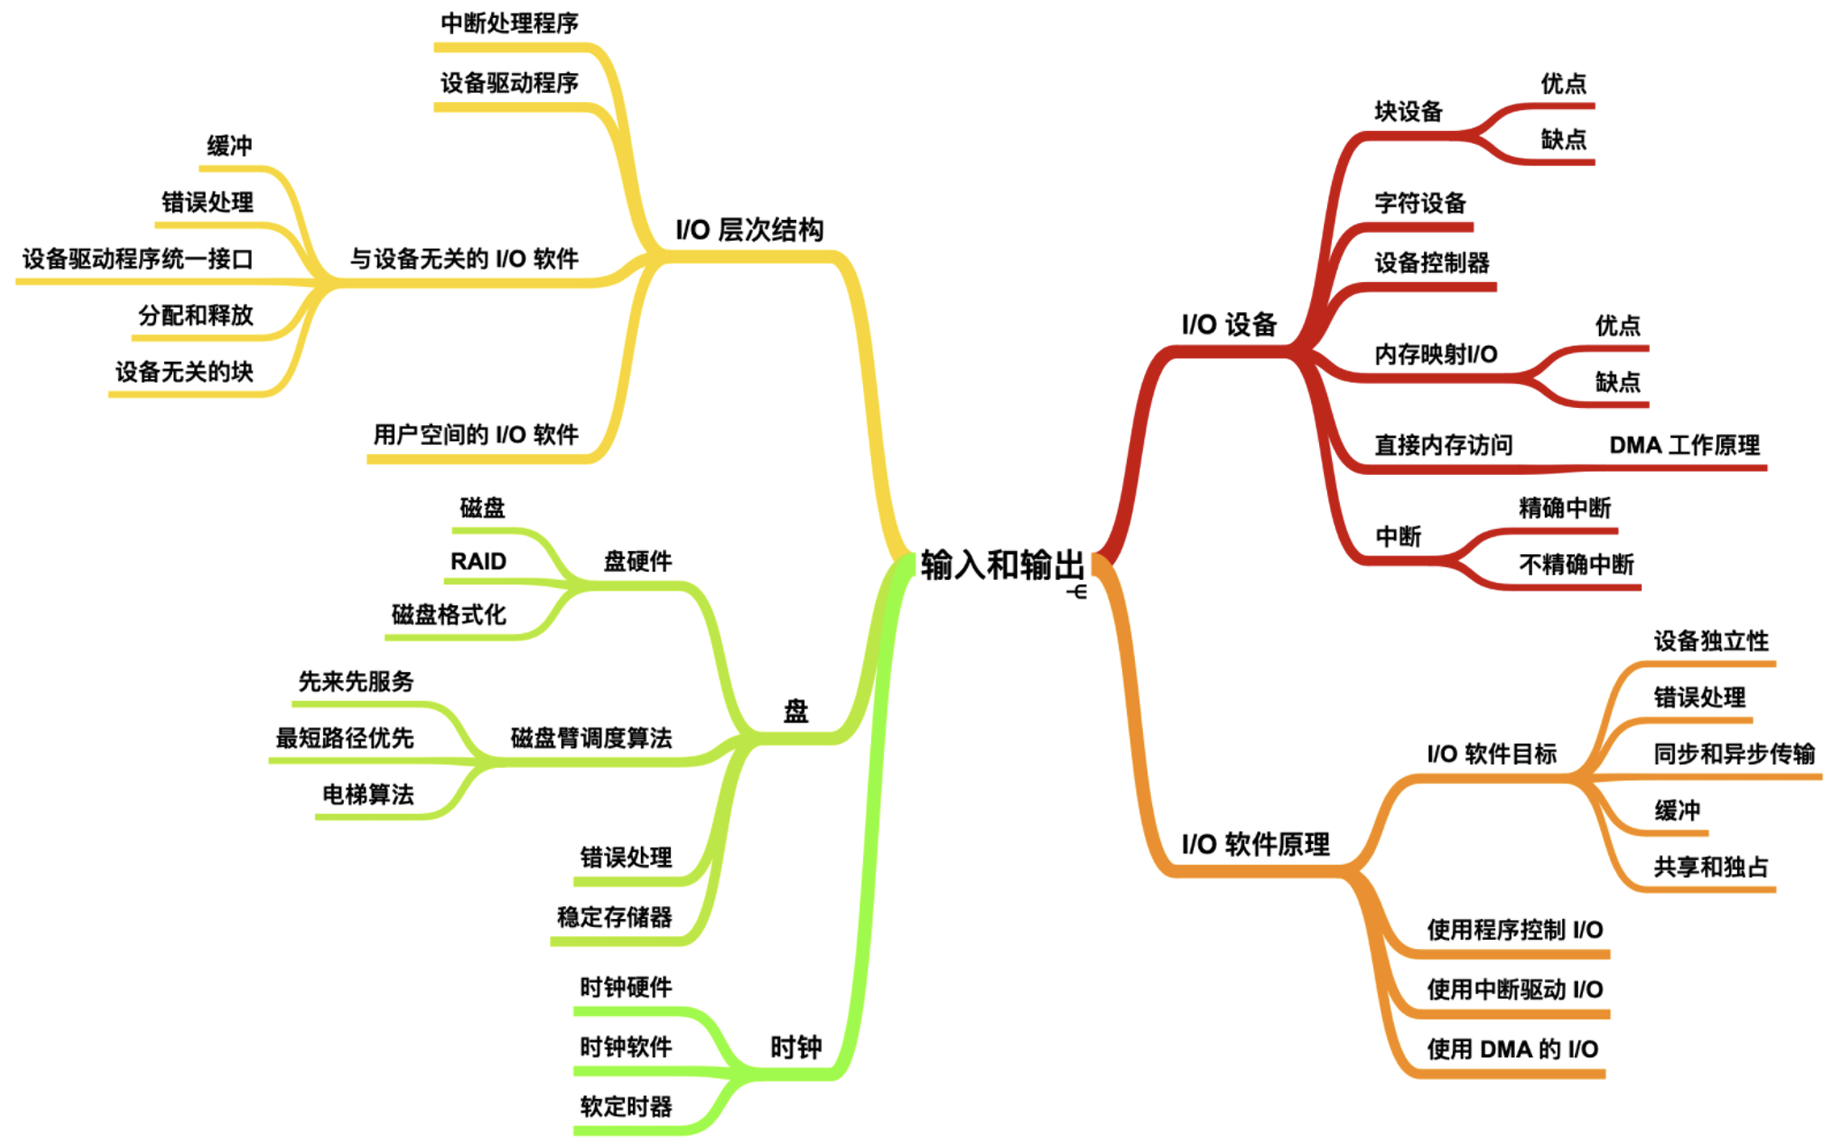 输入和输出
I/O 层次结构
中断处理程序
设备驱动程序
与设备无关的 I/O 软件
缓冲
错误处理
设备驱动程序统一接口
分配和释放
设备无关的块
用户空间的 I/O 软件
盘
盘硬件
磁盘
RAID
磁盘格式化
磁盘臂调度算法
先来先服务
最短路径优先
电梯算法
错误处理
稳定存储器
时钟
时钟硬件
时钟软件
软定时器
I/O 设备
块设备
优点
缺点
字符设备
设备控制器
内存映射I/O
优点
缺点
直接内存访问
DMA 工作原理
中断
精确中断
不精确中断
I/O 软件原理
I/O 软件目标
设备独立性
错误处理
同步和异步传输
缓冲
共享和独占
使用程序控制 I/O
使用中断驱动 I/O
使用 DMA 的 I/O